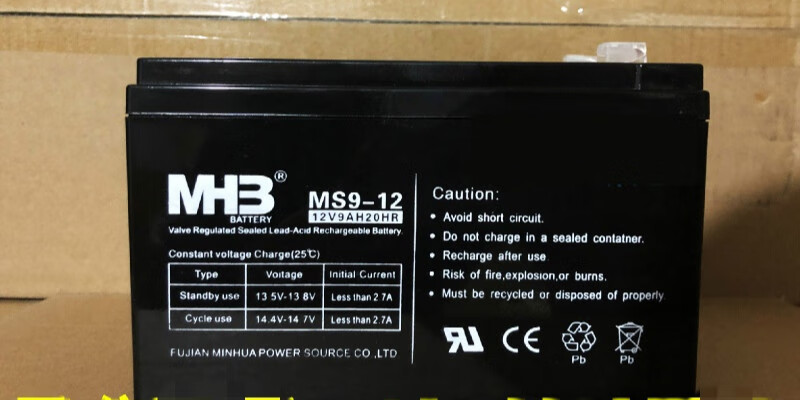 MHB®
BATTERY
MS9-12
12V9AH20HR
Valve Regulated Sealed Lead-Acid Rechargeable Battery.
Constant voltage Charge(25℃)
Type Voltage Initial Current
Standby use 13 5V-13 8V Less than 2.7A
Cycle use 14.4V-14 7V Less than 2.7A
FUJIAN MINHUA POWER SOURCE CO ,LTD
Caution:
• Avoid short circuit.
• Do not charge in a sealed contatner.
• Recharge after use
• Risk of fire,explosion,or burns.
• Must be recycled or disposed of properly
RU CE
Pb Pb